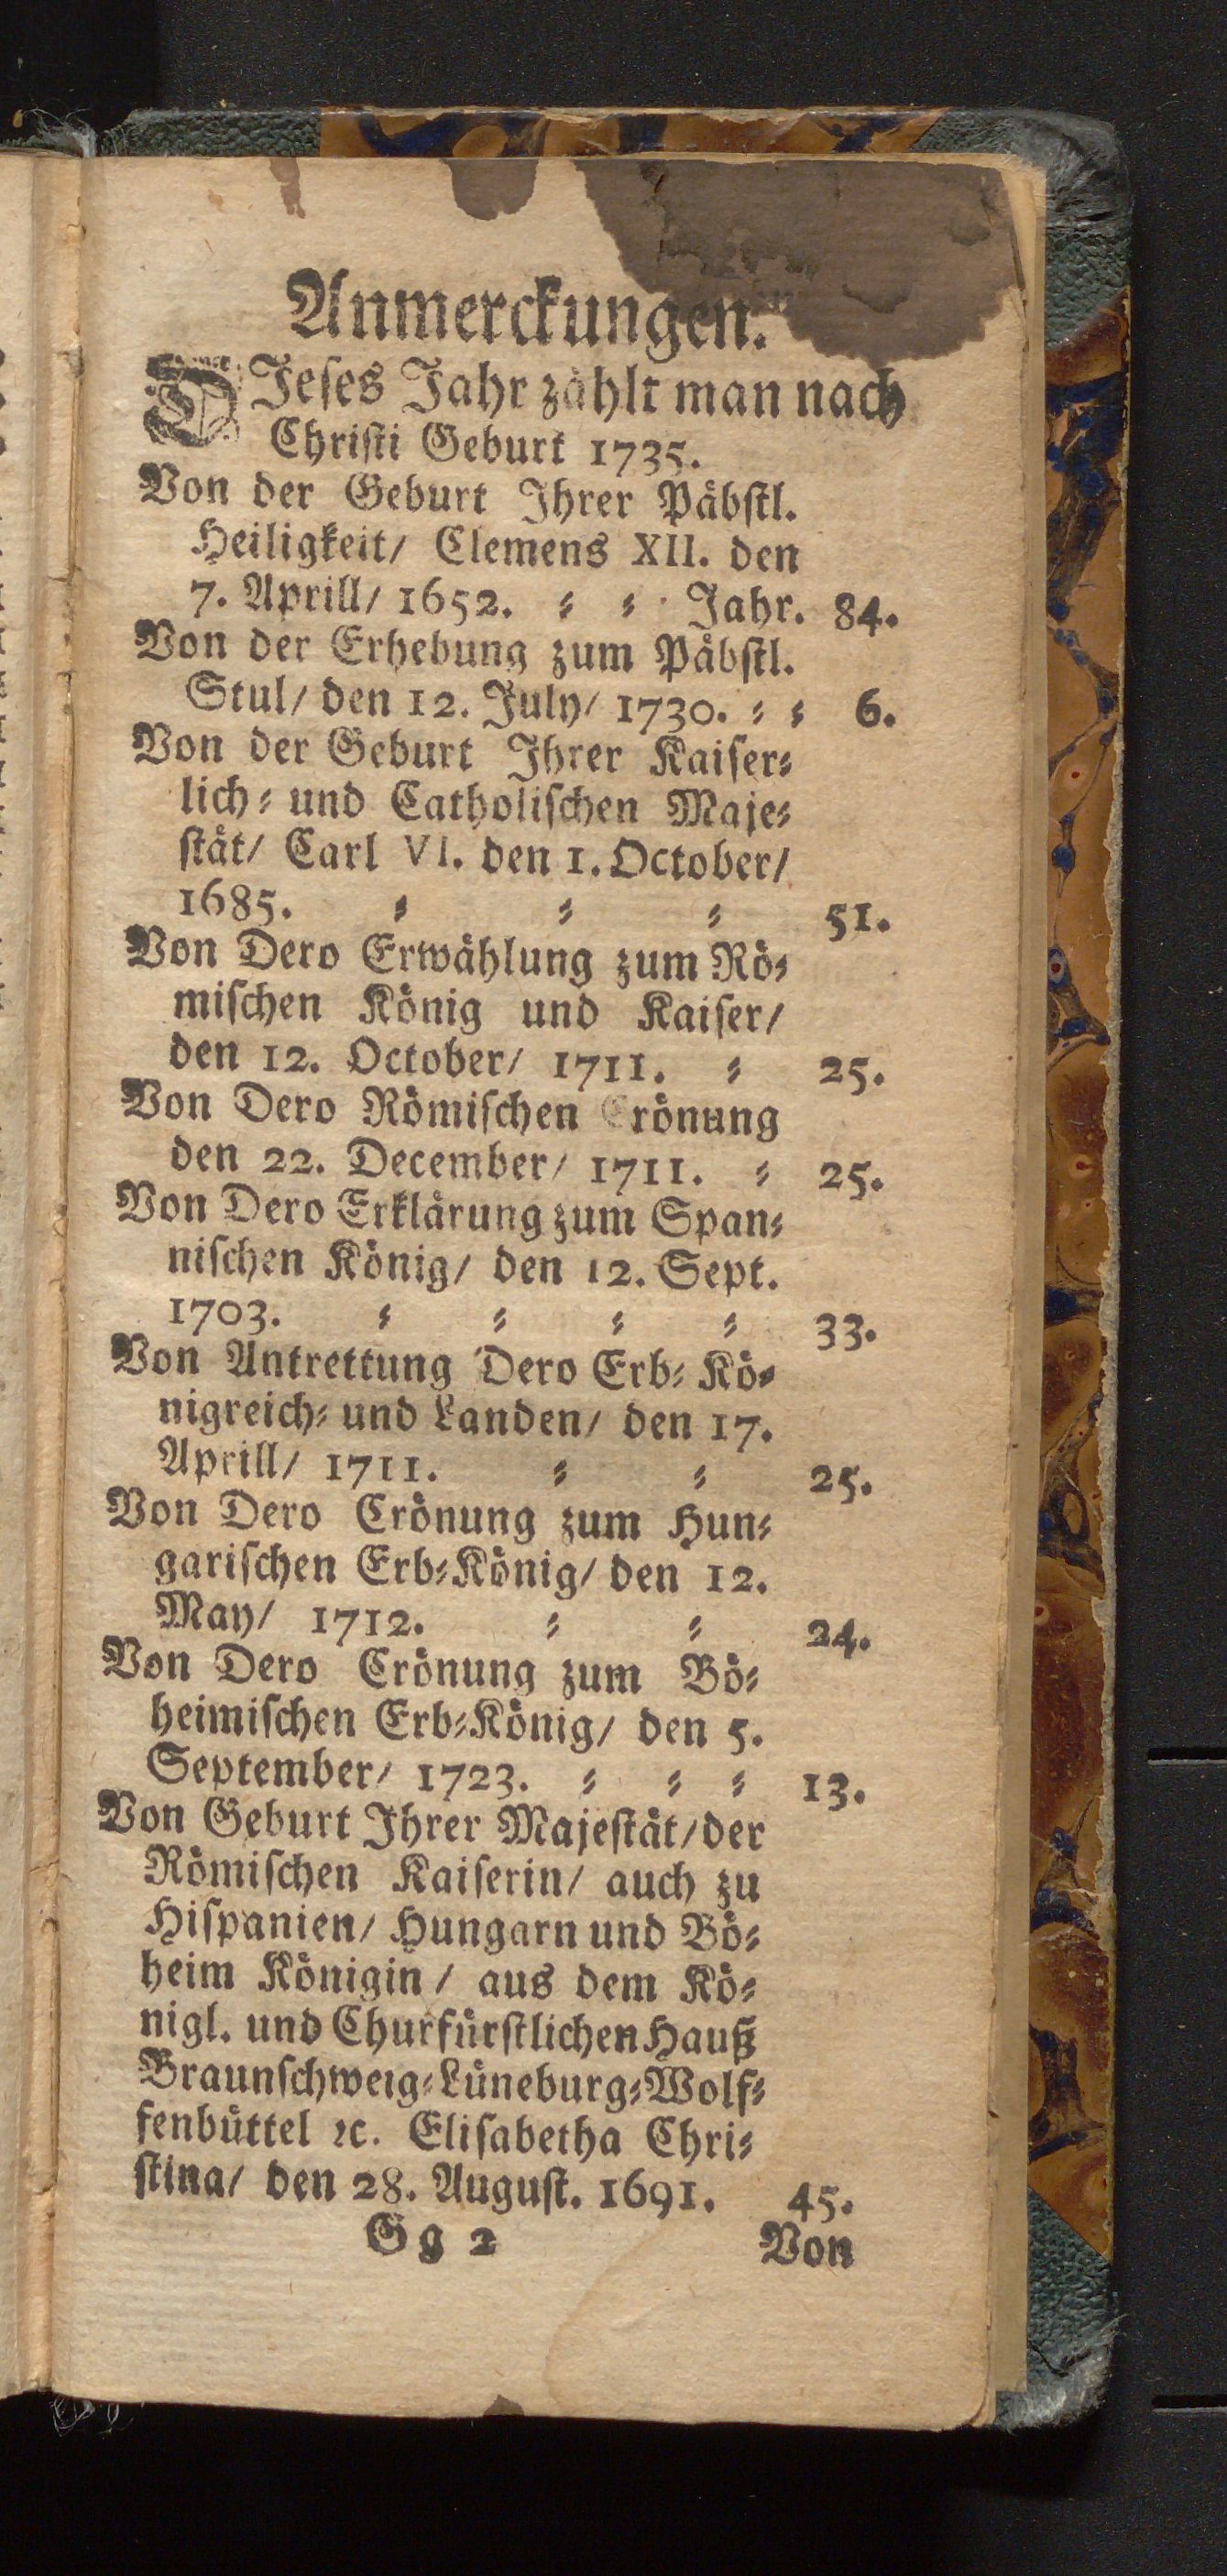 Anmerckungen.
DJeses Jahr zählt man nach
Christi Geburt 1735.
Von der Geburt Ihrer Päbstl.
Heiligkeit/ Clemens XII. den
7. Aprill/ 1652. ⸗ ⸗ Jahr. 84.
Von der Erhebung zum Päbstl.
Stul/ den 12. July/ 1730. ⸗ ⸗ 6.
Von der Geburt Ihrer Kaiser⸗
lich⸗ und Catholischen Maje⸗
stät/ Carl VI. den 1. October/
1685. ⸗ ⸗ ⸗ 51.
Von Dero Erwählung zum Rö⸗
mischen König und Kaiser/
den 12. October/ 1711. ⸗ 25.
Von Dero Römischen Crönung
den 22. December/ 1711. ⸗ 25.
Von Dero Erklärung zum Span⸗
nischen König/ den 12. Sept.
1703. ⸗ ⸗ ⸗ ⸗ 33.
Von Antrettung Dero Erb⸗ Kö⸗
nigreich⸗ und Landen/ den 17.
Aprill/ 1711. ⸗ ⸗ 25.
Von Dero Crönung zum Hun⸗
garischen Erb⸗König/ den 12.
May/ 1712. ⸗ ⸗ 24.
Von Dero Crönung zum Bö⸗
heimischen Erb⸗König/ den 5.
September/ 1723. ⸗ ⸗ ⸗ 13.
Von Geburt Ihrer Majestät/ der
Römischen Kaiserin/ auch zu
Hispanien/ Hungarn und Bö⸗
heim Königin/ aus dem Kö⸗
nigl. und Churfürstlichen Hauß
Braunschweig⸗Lüneburg⸗Wolf⸗
fenbüttel ꝛc. Elisabetha Chri⸗
stina/ den 28. August. 1691. 45.
Gg 2 Von